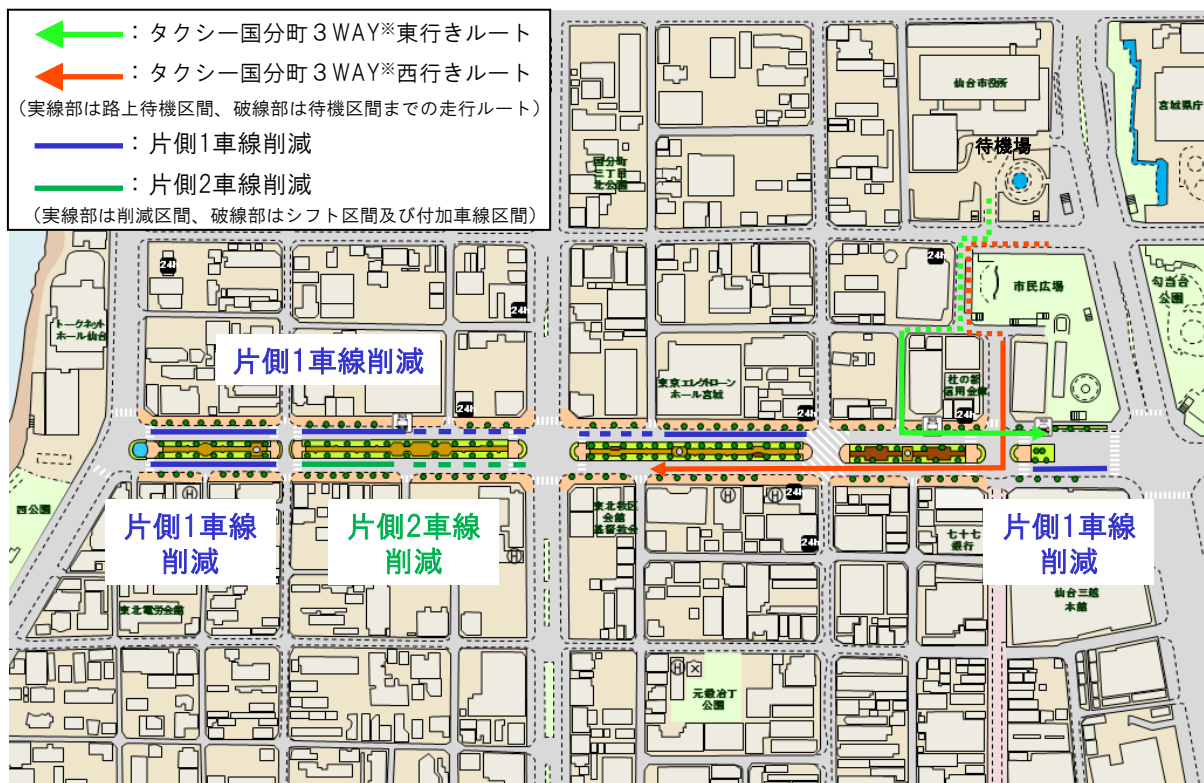 ：タクシー国分町３WAY※東行きルート
：タクシー国分町３WAY※西行きルート
（実線部は路上待機区間、破線部は待機区間までの走行ルート）
：片側1車線削減
：片側2車線削減
（実線部は削減区間、破線部はシフト区間及び付加車線区間）
仙台市役所
宮城県庁
待機場
国分町
三丁目
北公園
24h
24h
24h
市民広場
勾当台
公園
トークネット
ホール仙台
片側1車線削減
東京エレクトロン
ホール宮城
杜の都
信用金庫
24h
24h
24h
西公園
片側1車線
削減
片側2車線
削減
H
東北教区
会館
基督教会
H
H
24h
24h
H
七十七
銀行
片側1車線
削減
東北電労会館
仙台三越
本館
H
元鍛冶丁
公園